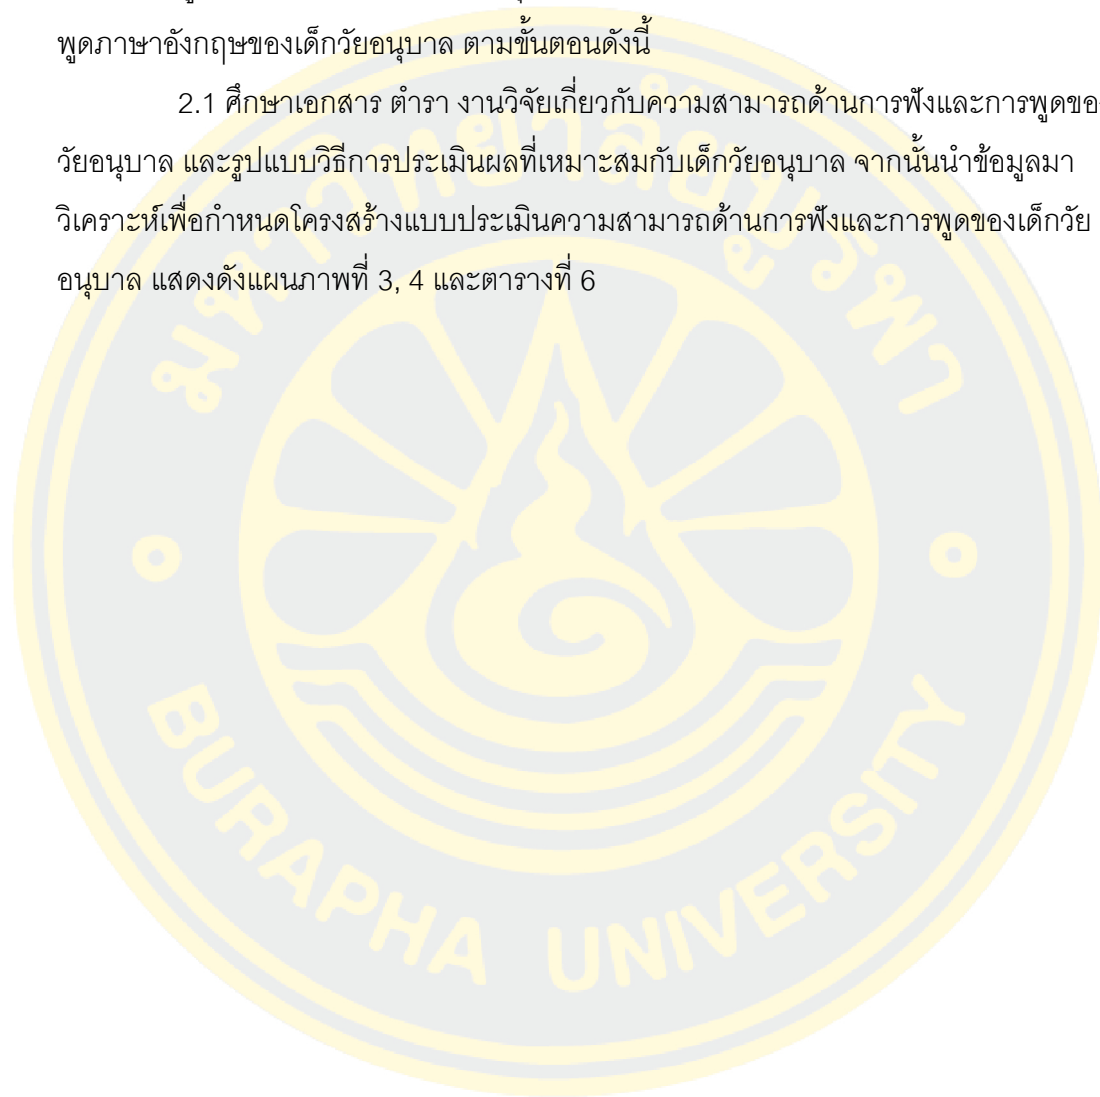 พูดภาษาอังกฤษของเด็กวัยอนุบาล ตามขั้นตอนดังนี้
2.1 ศึกษาเอกสาร ตำรา งานวิจัยเกี่ยวกับความสามารถด้านการฟังและการพูดขอ
วัยอนุบาล และรูปแบบวิธีการประเมินผลที่เหมาะสมกับเด็กวัยอนุบาล จากนั้นนำข้อมูลมา
วิเคราะห์เพื่อกำหนดโครงสร้างแบบประเมินความสามารถด้านการฟังและการพูดของเด็กวัย
อนุบาล แสดงดังแผนภาพที่ 3, 4 และตารางที่ 6
มหาวิทยาลัยบูรพา
BURAPHA UNIVERSITY